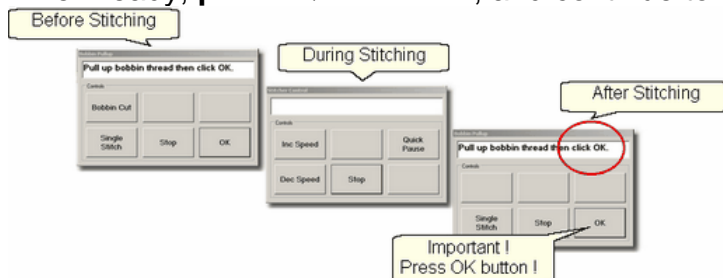 Before Stitching
Bobbin Pullup
Pull up bobbin thread then click OK.
Controls
Bobbin Cut
Single
Stitch
Stop
OK
During Stitching
Stitcher Control
Controls
Inc Speed
Quick
Pause
Dec Speed
Stop
After Stitching
Bobbin Pullup
Pull up bobbin thread then click OK.
Controls
Single
Stitch
Stop
OK
Important !
Press OK button !